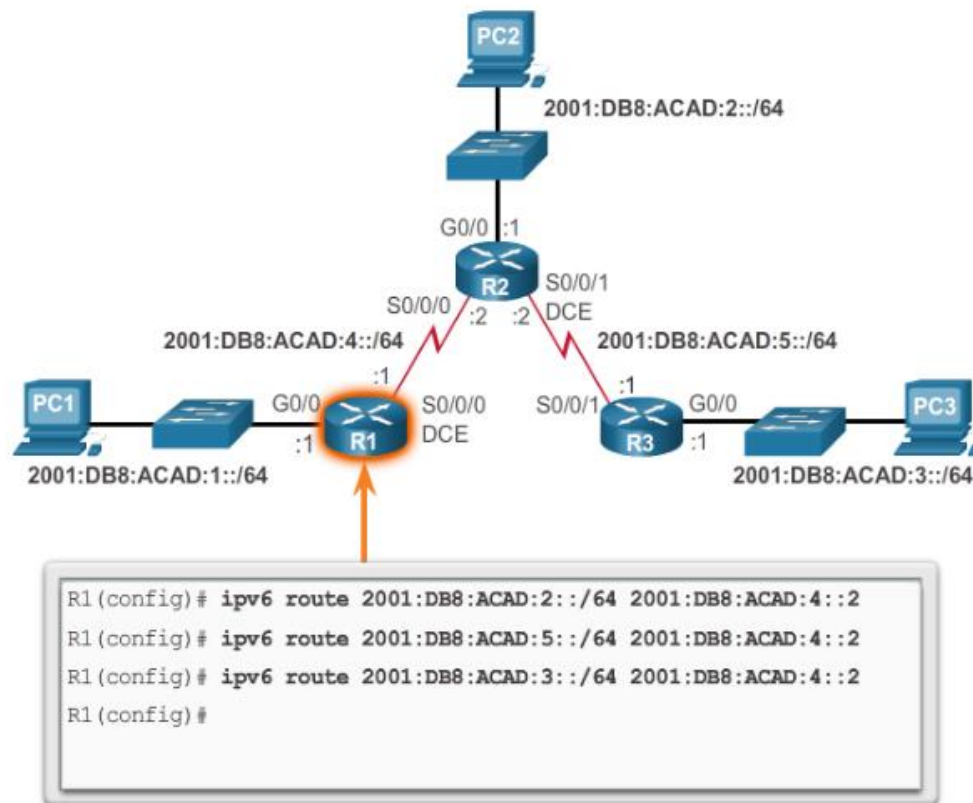 PC2
2001:DB8:ACAD:2::/64
G0/0 :1
R2
S0/0/1
DCE
S0/0/0
:2 :2
2001:DB8:ACAD:4::/64
2001:DB8:ACAD:5::/64
:1
:1
PC1
G0/0
S0/0/0
DCE
:1
R1
S0/0/1
G0/0
PC3
R3
:1
2001:DB8:ACAD:1::/64
2001:DB8:ACAD:3::/64
R1(config)# ipv6 route 2001:DB8:ACAD:2::/64 2001:DB8:ACAD:4::2
R1(config)# ipv6 route 2001:DB8:ACAD:5::/64 2001:DB8:ACAD:4::2
R1(config)# ipv6 route 2001:DB8:ACAD:3::/64 2001:DB8:ACAD:4::2
R1(config)#